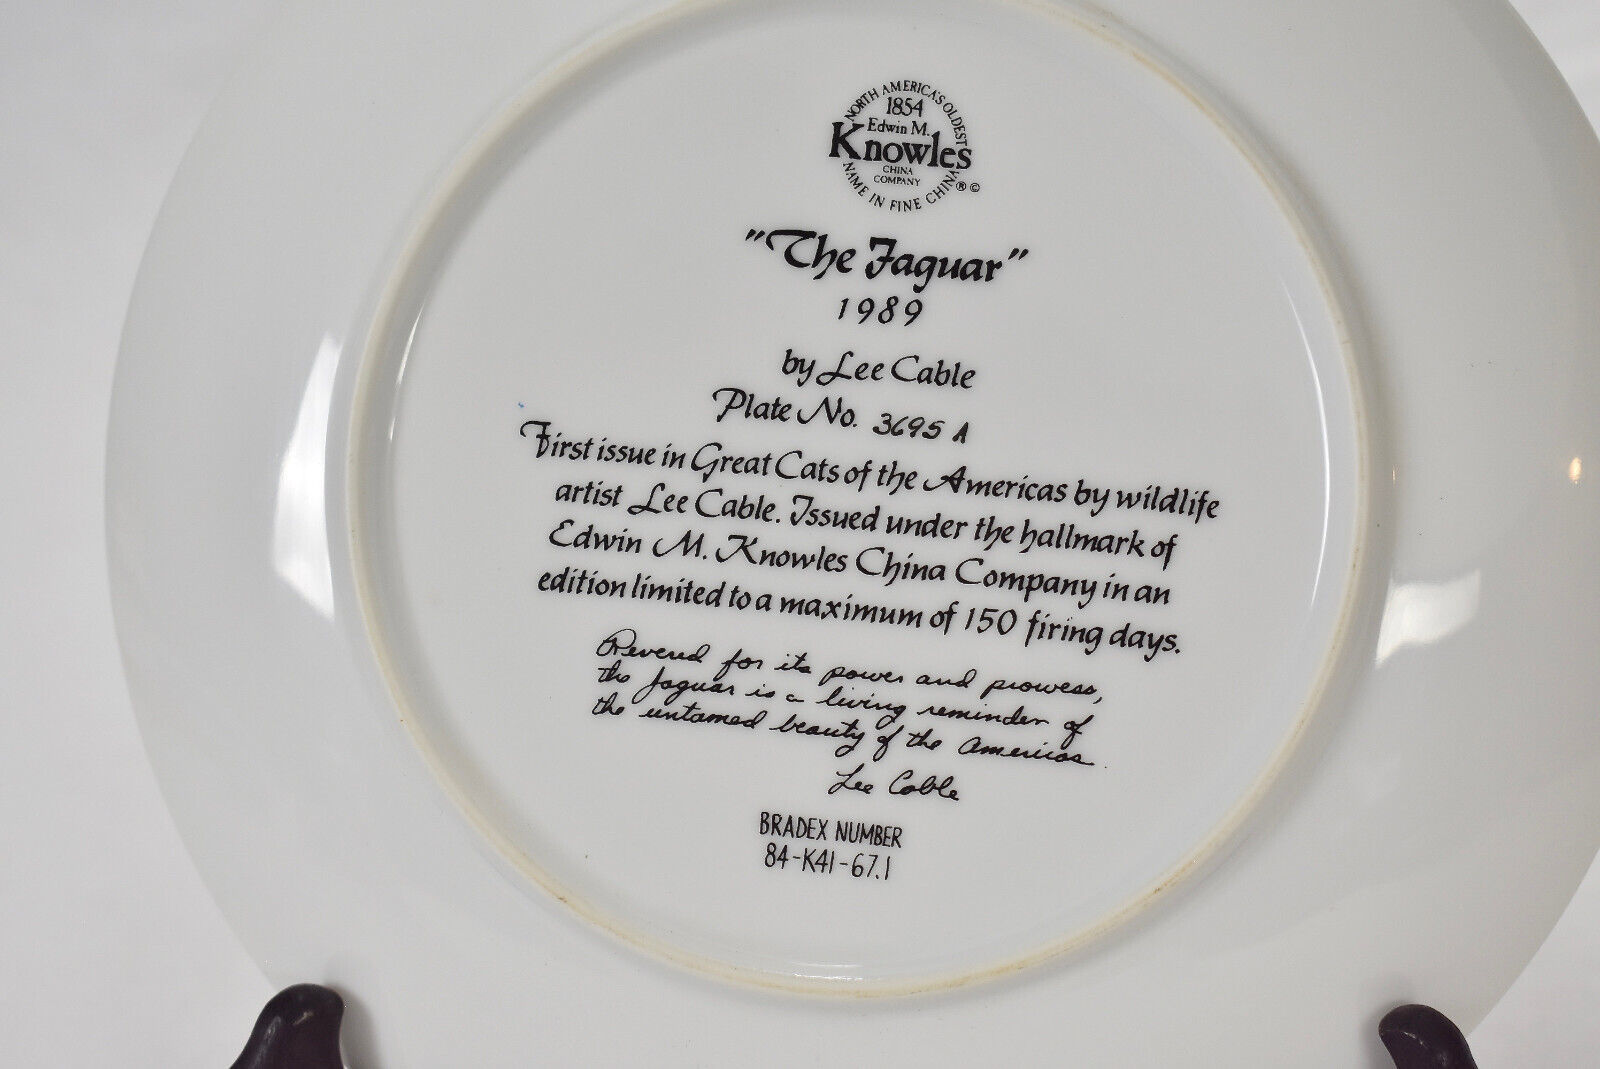 NORTH AMERICA'S OLDEST
1854
Edwin M.
Knowles
CHINA
COMPANY
NAME IN FINE CHINA
®©
"The Jaguar"
1989
by Lee Cable
Plate No. 3695 A
First issue in Great Cats of the Americas by wildlife
artist Lee Cable. Issued under the hallmark of
Edwin M. Knowles China Company in an
edition limited to a maximum of 150 firing days.
Revered for its power and prowess,
the Jaguar is a living reminder of
the untamed beauty of the Americas.
Lee Cable
BRADEX NUMBER
84-K41-67.1